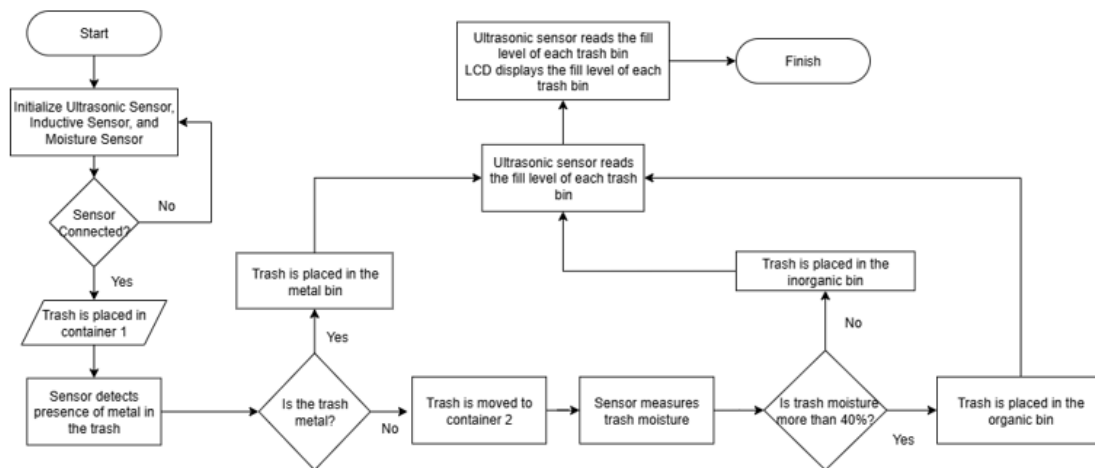 Start
Initialize Ultrasonic Sensor,
Inductive Sensor, and
Moisture Sensor
Sensor
Connected?
No
Yes
Trash is placed in
container 1
Sensor detects
presence of metal in
the trash
Is the trash
metal?
Yes
Trash is placed in the
metal bin
No
Trash is moved to
container 2
Sensor measures
trash moisture
Is trash moisture
more than 40%?
No
Trash is placed in the
inorganic bin
Yes
Trash is placed in the
organic bin
Ultrasonic sensor reads
the fill level of each trash
bin
Ultrasonic sensor reads the fill
level of each trash bin
LCD displays the fill level of each
trash bin
Finish